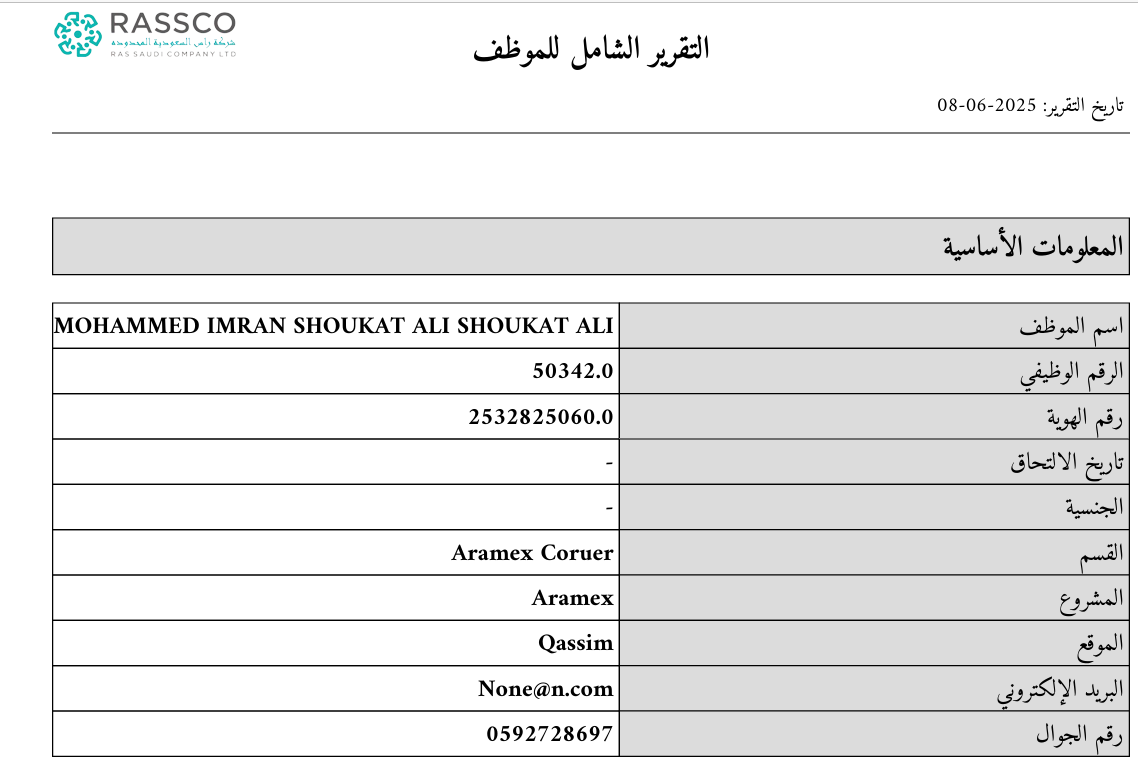 RASSCO
شركة راس السعودية المحدودة
RAS SAUDI COMPANY LTD
التقرير الشامل للموظف
تاريخ التقرير: 2025-06-08
المعلومات الأساسية
اسم الموظف MOHAMMED IMRAN SHOUKAT ALI SHOUKAT ALI
الرقم الوظيفي 50342.0
رقم الهوية 2532825060.0
تاريخ الالتحاق -
الجنسية -
القسم Aramex Coruer
المشروع Aramex
الموقع Qassim
البريد الإلكتروني None@n.com
رقم الجوال 0592728697